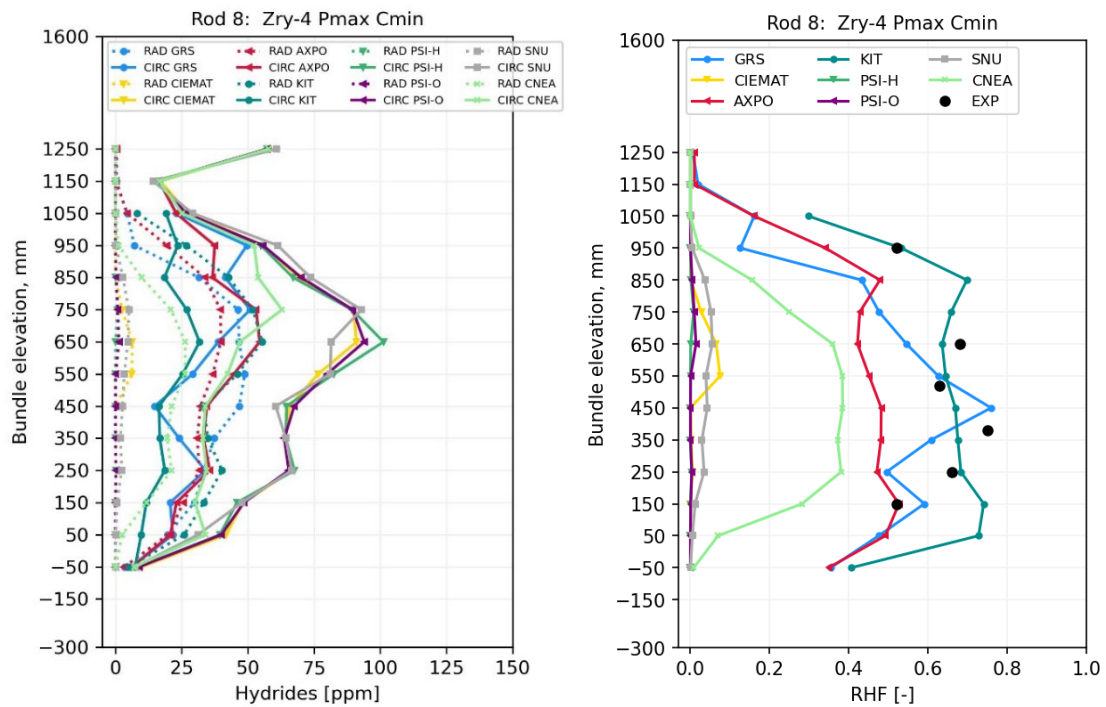 Rod 8:  Zry-4 Pmax Cmin
1600
RAD GRS
RAD AXPO
RAD PSI-H
RAD SNU
CIRC GRS
CIRC AXPO
CIRC PSI-H
CIRC SNU
RAD CIEMAT
RAD KIT
RAD PSI-O
RAD CNEA
CIRC CIEMAT
CIRC KIT
CIRC PSI-O
CIRC CNEA
1250
1150
1050
950
850
750
650
550
450
350
250
150
50
−50
−150
−300
Bundle elevation, mm
0 25 50 75 100 125 150
Hydrides [ppm]
Rod 8:  Zry-4 Pmax Cmin
1600
GRS
KIT
SNU
CIEMAT
PSI-H
CNEA
AXPO
PSI-O
EXP
1250
1150
1050
950
850
750
650
550
450
350
250
150
50
−50
−150
−300
Bundle elevation, mm
0.0 0.2 0.4 0.6 0.8 1.0
RHF [-]